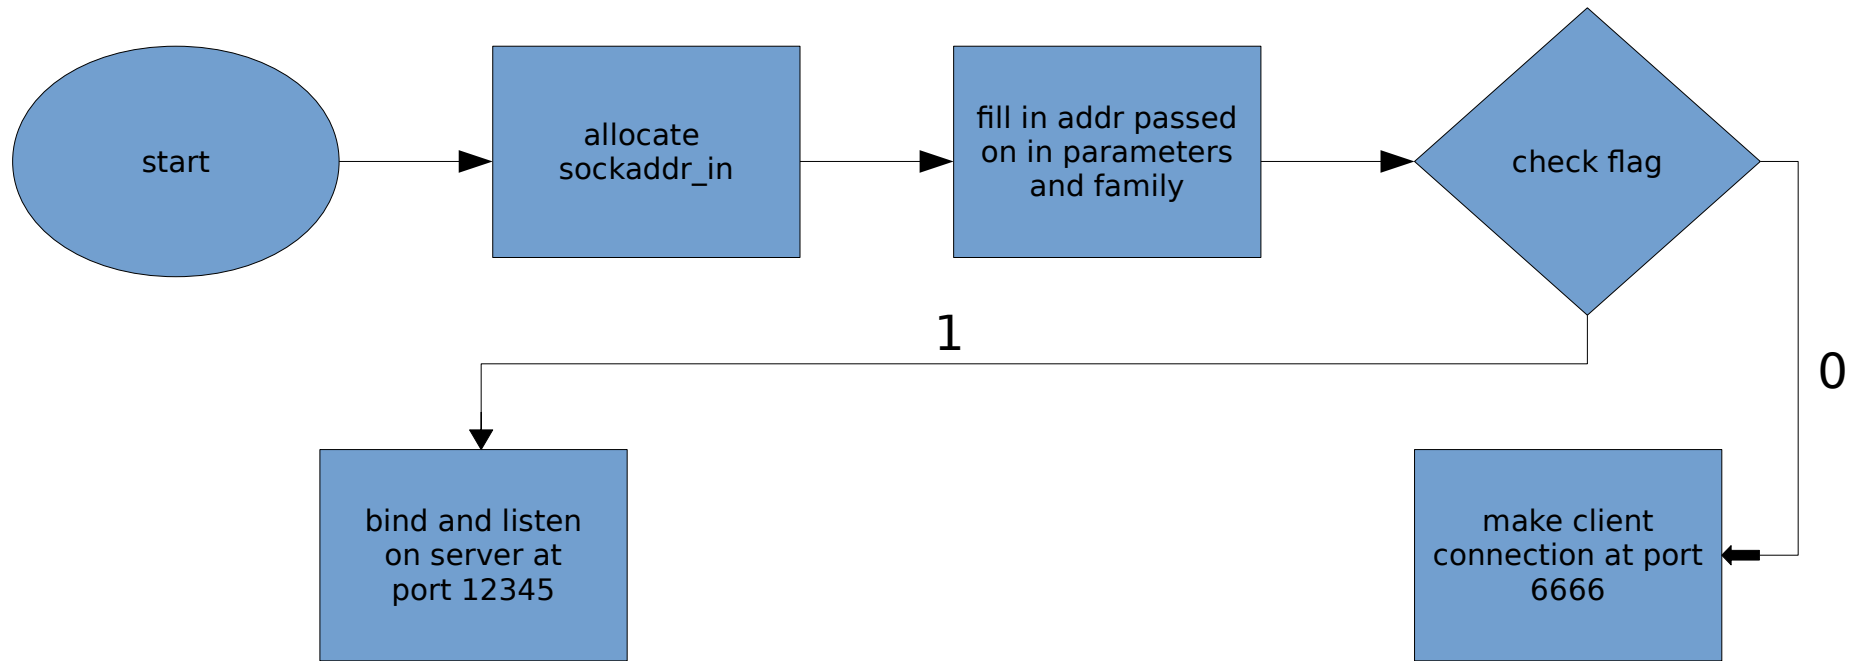 start
allocate
sockaddr_in
fill in addr passed
on in parameters
and family
check flag
1
0
bind and listen
on server at
port 12345
make client
connection at port
6666